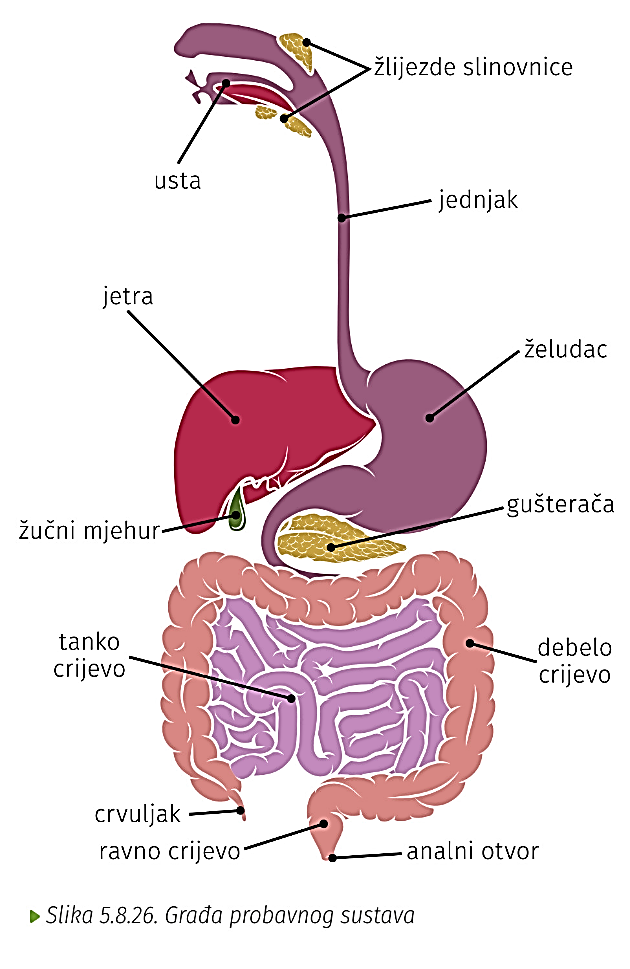 žlijezde slinovnice
usta
jednjak
jetra
želudac
gušterača
žučni mjehur
tanko
crijevo
debelo
crijevo
crvuljak
ravno crijevo
analni otvor
Slika 5.8.26. Građa probavnog sustava